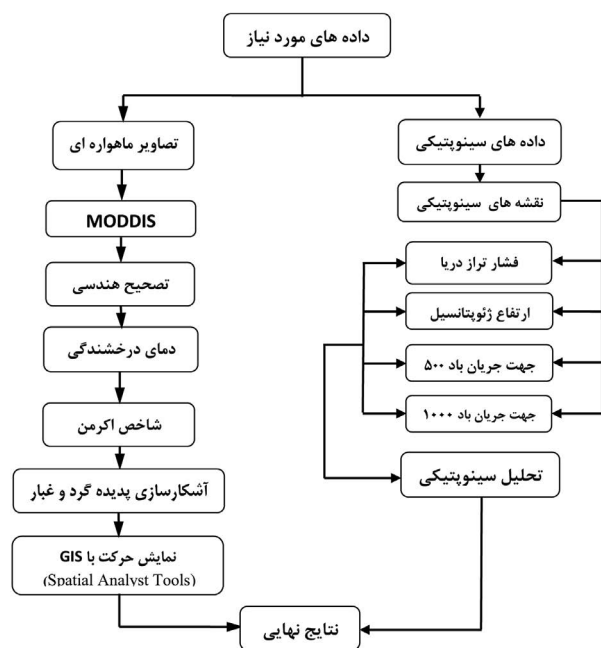 داده های مورد نیاز
تصاویر ماهواره ای
MODDIS
تصحیح هندسی
دمای درخشندگی
شاخص اکرمن
آشکارسازی پدیده گرد و غبار
نمایش حرکت با GIS
(Spatial Analyst Tools)
داده های سینوپتیکی
نقشه های سینوپتیکی
فشار تراز دریا
ارتفاع ژئوپتانسیل
جهت جریان باد ۵۰۰
جهت جریان باد ۱۰۰۰
تحلیل سینوپتیکی
نتایج نهایی